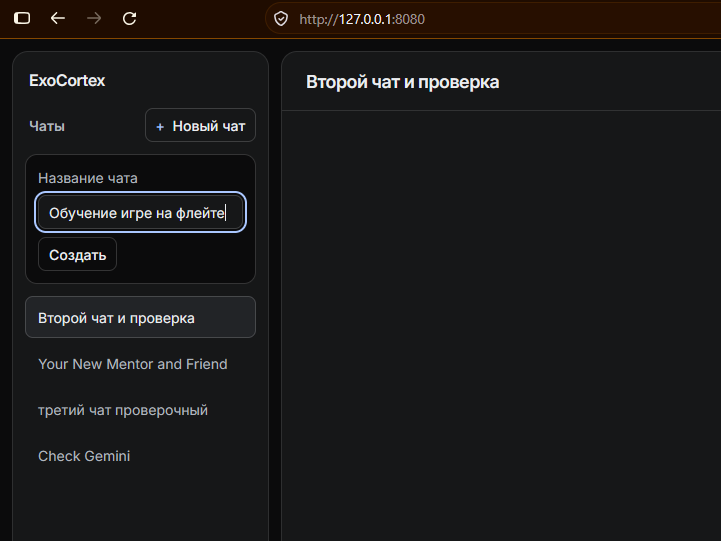 http://127.0.0.1:8080
ExoCortex
Чаты
+ Новый чат
Название чата
Обучение игре на флейте
Создать
Второй чат и проверка
Your New Mentor and Friend
третий чат проверочный
Check Gemini
Второй чат и проверка